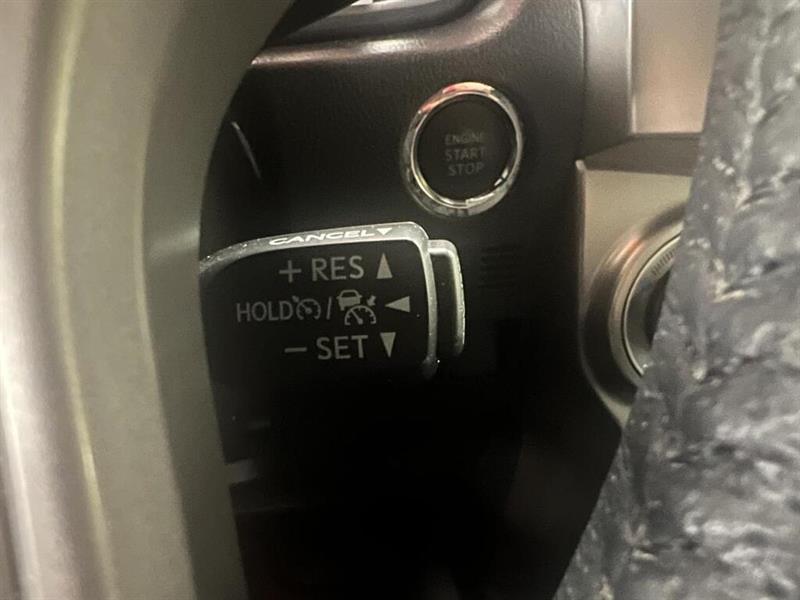 ENGINE
START
STOP
CANCEL▼
+ RES ▲
HOLD / ◄
− SET ▼